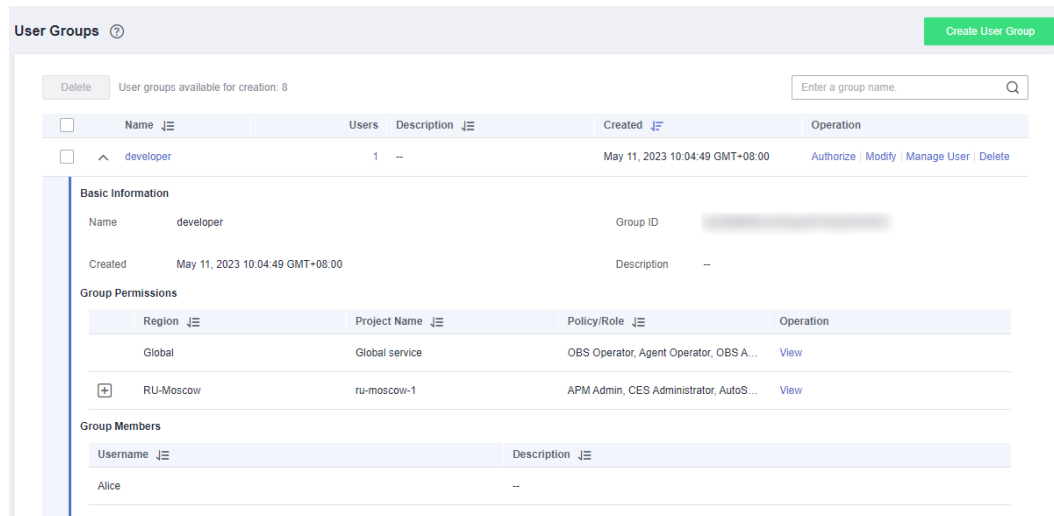 User Groups
Create User Group
Delete User groups available for creation: 8 Enter a group name.
Name Users Description Created Operation
developer 1 -- May 11, 2023 10:04:49 GMT+08:00 Authorize | Modify | Manage User | Delete
Basic Information
Name developer Group ID
Created May 11, 2023 10:04:49 GMT+08:00 Description --
Group Permissions
Region Project Name Policy/Role Operation
Global Global service OBS Operator, Agent Operator, OBS A... View
RU-Moscow ru-moscow-1 APM Admin, CES Administrator, AutoS... View
Group Members
Username Description
Alice --